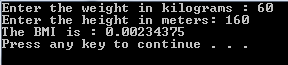 Enter the weight in kilograms : 60
Enter the height in meters: 160
The BMI is : 0.00234375
Press any key to continue . . .